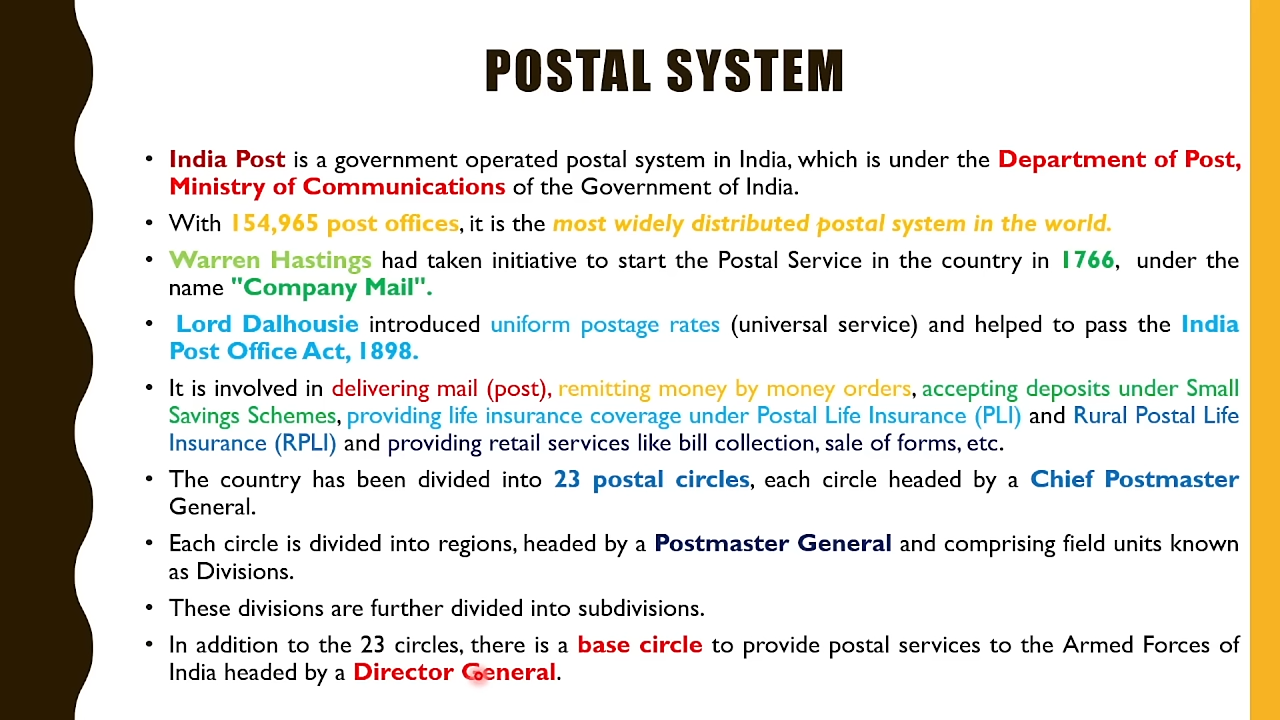 POSTAL SYSTEM
• India Post is a government operated postal system in India, which is under the Department of Post,
Ministry of Communications of the Government of India.
• With 154,965 post offices, it is the most widely distributed postal system in the world.
• Warren Hastings had taken initiative to start the Postal Service in the country in 1766, under the
name "Company Mail".
• Lord Dalhousie introduced uniform postage rates (universal service) and helped to pass the India
Post Office Act, 1898.
• It is involved in delivering mail (post), remitting money by money orders, accepting deposits under Small
Savings Schemes, providing life insurance coverage under Postal Life Insurance (PLI) and Rural Postal Life
Insurance (RPLI) and providing retail services like bill collection, sale of forms, etc.
• The country has been divided into 23 postal circles, each circle headed by a Chief Postmaster
General.
• Each circle is divided into regions, headed by a Postmaster General and comprising field units known
as Divisions.
• These divisions are further divided into subdivisions.
• In addition to the 23 circles, there is a base circle to provide postal services to the Armed Forces of
India headed by a Director General.